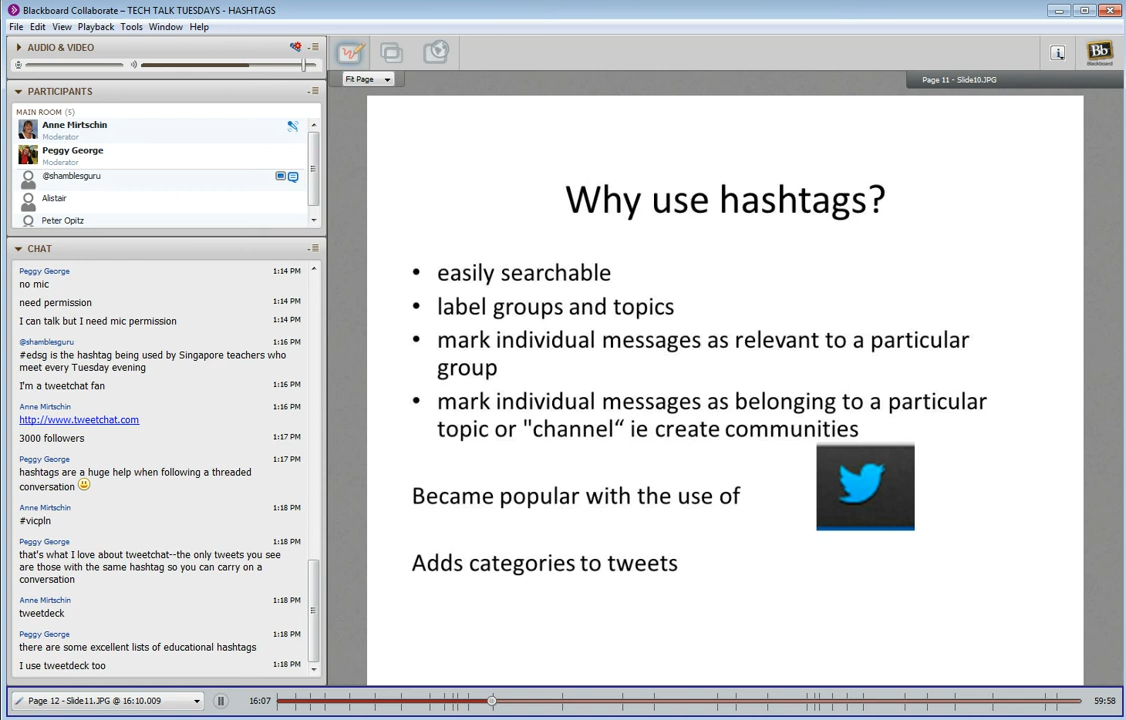 Blackboard Collaborate – TECH TALK TUESDAYS - HASHTAGS
File Edit View Playback Tools Window Help
AUDIO & VIDEO
PARTICIPANTS
MAIN ROOM (5)
Anne Mirtschin
Moderator
Peggy George
Moderator
@shamblesguru
Alistair
Peter Opitz
CHAT
Peggy George 1:14 PM
no mic
need permission 1:14 PM
I can talk but I need mic permission 1:14 PM
@shamblesguru 1:16 PM
#edsg is the hashtag being used by Singapore teachers who
meet every Tuesday evening
I'm a tweetchat fan 1:16 PM
Anne Mirtschin 1:16 PM
http://www.tweetchat.com
3000 followers 1:17 PM
Peggy George 1:17 PM
hashtags are a huge help when following a threaded
conversation
Anne Mirtschin 1:18 PM
#vicpln
Peggy George 1:18 PM
that's what I love about tweetchat--the only tweets you see
are those with the same hashtag so you can carry on a
conversation
Anne Mirtschin 1:18 PM
tweetdeck
Peggy George 1:18 PM
there are some excellent lists of educational hashtags
I use tweetdeck too 1:18 PM
Fit Page
Bb
Blackboard
Page 11 - Slide10.JPG
Why use hashtags?
• easily searchable
• label groups and topics
• mark individual messages as relevant to a particular
group
• mark individual messages as belonging to a particular
topic or "channel“ ie create communities
Became popular with the use of
Adds categories to tweets
Page 12 - Slide11.JPG @ 16:10.009
16:07
59:58